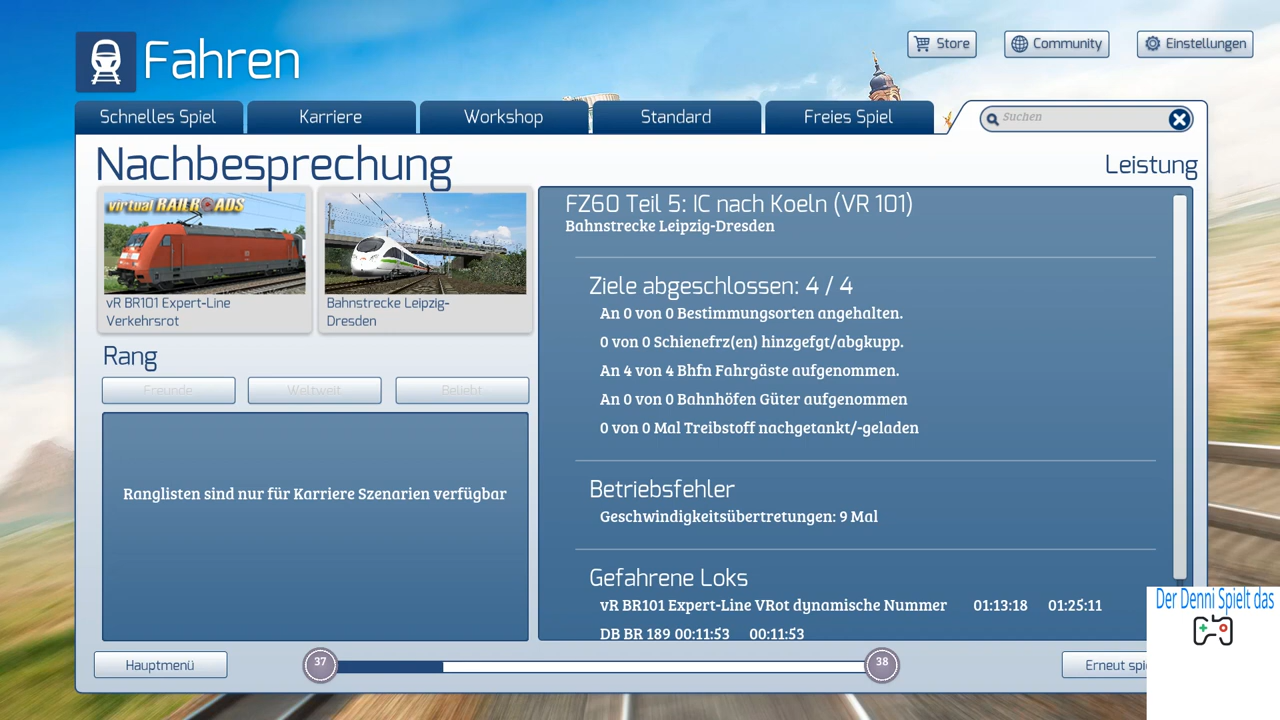 Fahren
Store
Community
Einstellungen
Schnelles Spiel
Karriere
Workshop
Standard
Freies Spiel
Suchen
Nachbesprechung
Leistung
virtual RAILROADS
vR BR101 Expert-Line
Verkehrsrot
Bahnstrecke Leipzig-
Dresden
Rang
Freunde
Weltweit
Beliebt
Ranglisten sind nur für Karriere Szenarien verfügbar
FZ60 Teil 5: IC nach Koeln (VR 101)
Bahnstrecke Leipzig-Dresden
Ziele abgeschlossen: 4 / 4
An 0 von 0 Bestimmungsorten angehalten.
0 von 0 Schienefrz(en) hinzgefgt/abgkupp.
An 4 von 4 Bhfn Fahrgäste aufgenommen.
An 0 von 0 Bahnhöfen Güter aufgenommen
0 von 0 Mal Treibstoff nachgetankt/-geladen
Betriebsfehler
Geschwindigkeitsübertretungen: 9 Mal
Gefahrene Loks
vR BR101 Expert-Line VRot dynamische Nummer 01:13:18 01:25:11
DB BR 189 00:11:53 00:11:53
Der Denni Spielt das
Hauptmenü
37
38
Erneut spie